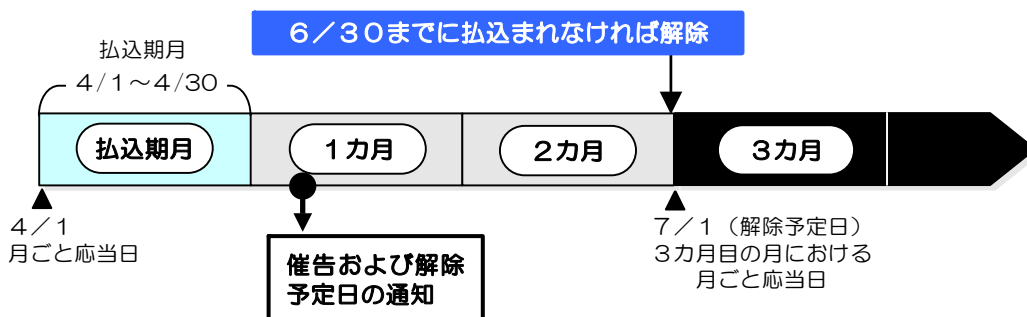 ６／３０までに払込まれなければ解除
払込期月
４/１～４/３０
払込期月
１カ月
２カ月
３カ月
４／１
月ごと応当日
催告および解除
予定日の通知
７／１（解除予定日）
３カ月目の月における
月ごと応当日